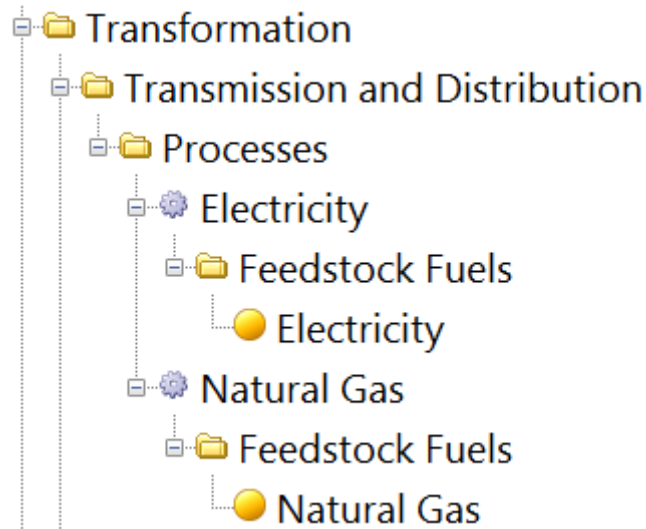 Transformation
Transmission and Distribution
Processes
Electricity
Feedstock Fuels
Electricity
Natural Gas
Feedstock Fuels
Natural Gas